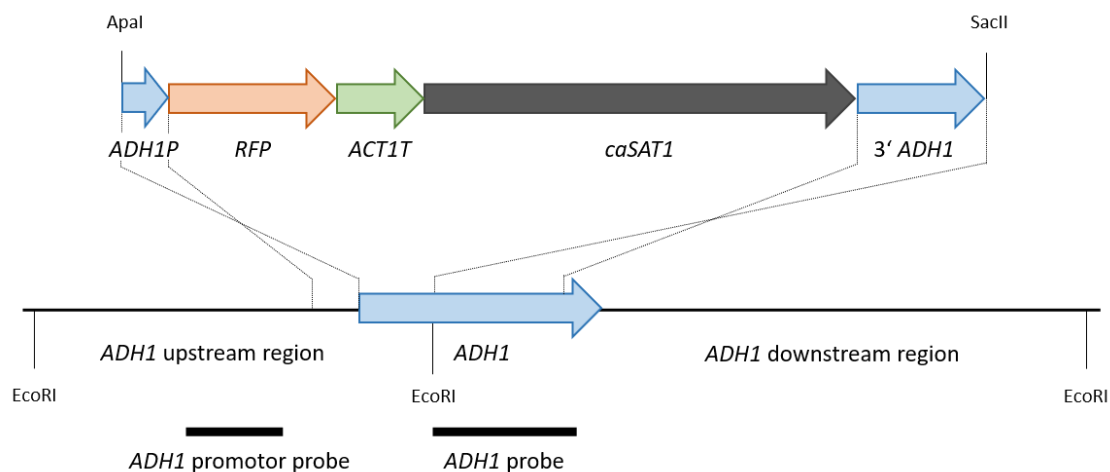 ApaI
SacII
ADH1P
RFP
ACT1T
caSAT1
3‘ ADH1
ADH1 upstream region
ADH1
ADH1 downstream region
EcoRI
EcoRI
EcoRI
ADH1 promotor probe
ADH1 probe